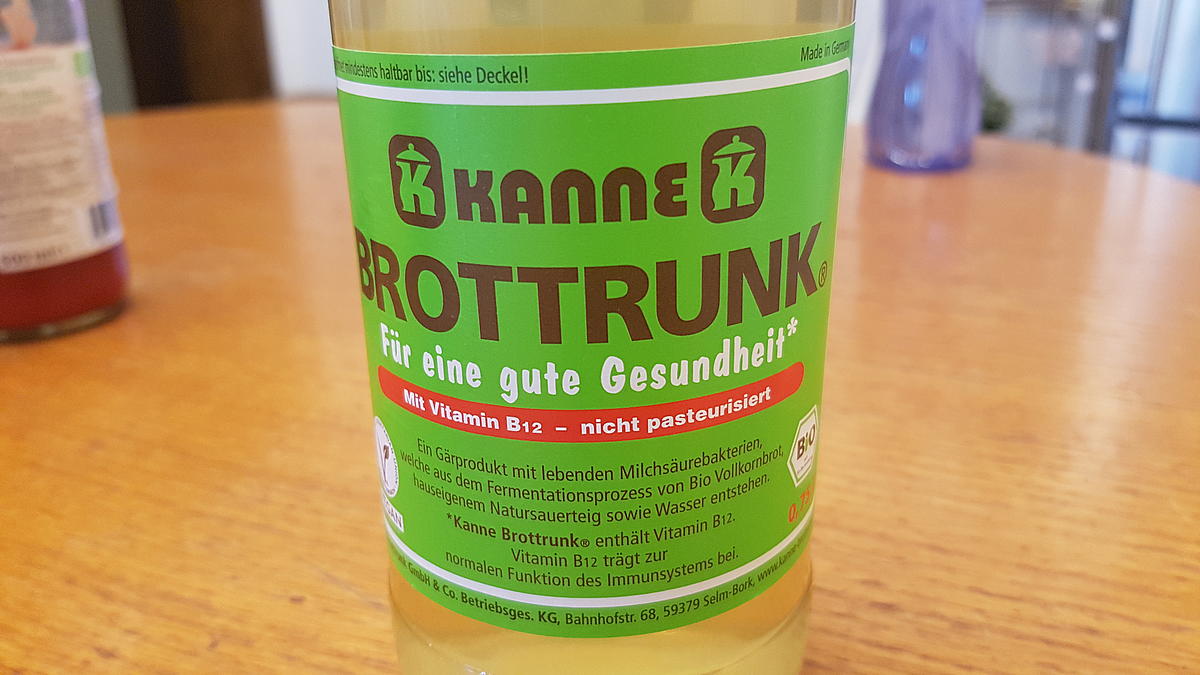 mindestens haltbar bis: siehe Deckel!
Made in Germany
K KANNE K
BROTTRUNK®
Für eine gute Gesundheit*
Mit Vitamin B12 – nicht pasteurisiert
BIO
Ein Gärprodukt mit lebenden Milchsäurebakterien,
welche aus dem Fermentationsprozess von Bio Vollkornbrot,
hauseigenem Natursauerteig sowie Wasser entstehen.
*Kanne Brottrunk® enthält Vitamin B12.
Vitamin B12 trägt zur
normalen Funktion des Immunsystems bei.
GmbH & Co. Betriebsges. KG, Bahnhofstr. 68, 59379 Selm-Bork, www.kanne